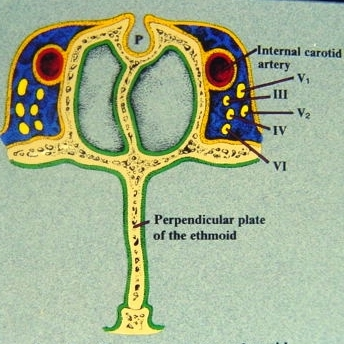 P
Internal carotid
artery
V₁
III
V₂
IV
VI
Perpendicular plate
of the ethmoid